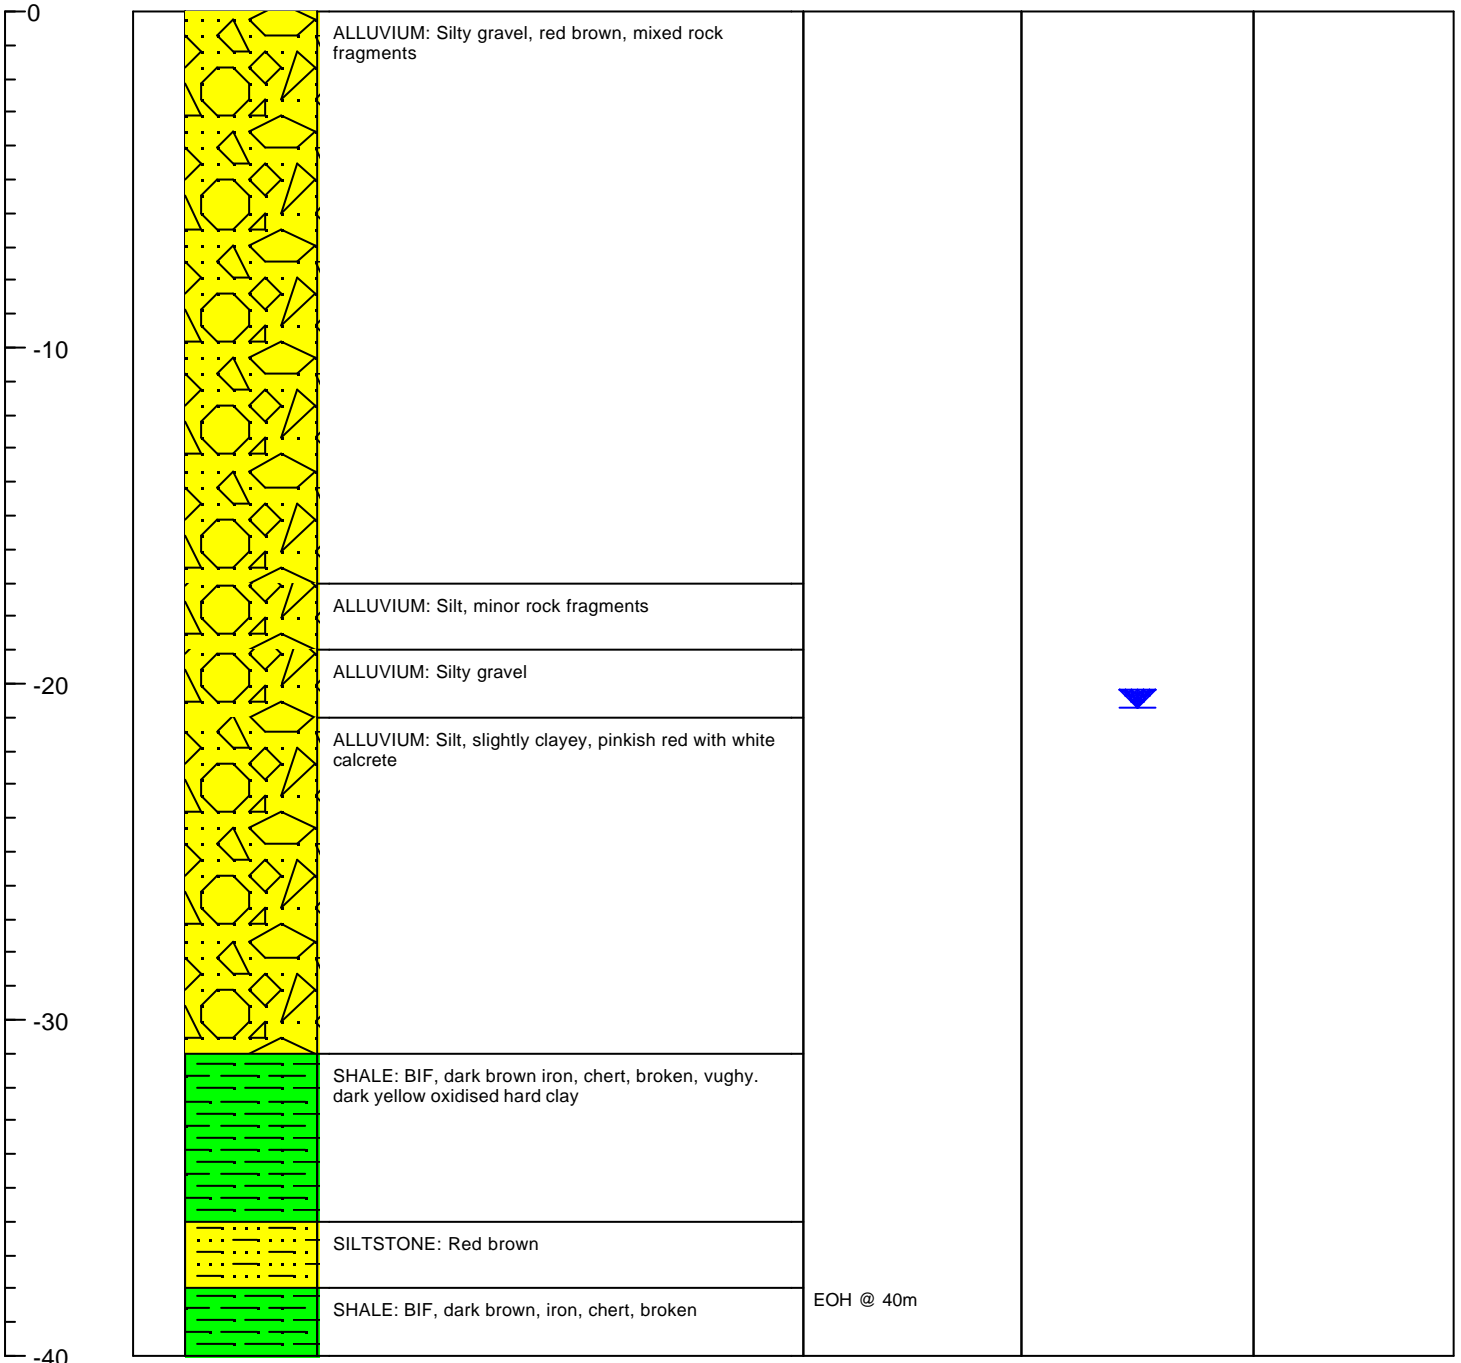 0
ALLUVIUM: Silty gravel, red brown, mixed rock
fragments
-10
ALLUVIUM: Silt, minor rock fragments
ALLUVIUM: Silty gravel
-20
ALLUVIUM: Silt, slightly clayey, pinkish red with white
calcrete
-30
SHALE: BIF, dark brown iron, chert, broken, vughy.
dark yellow oxidised hard clay
SILTSTONE: Red brown
EOH @ 40m
SHALE: BIF, dark brown, iron, chert, broken
-40